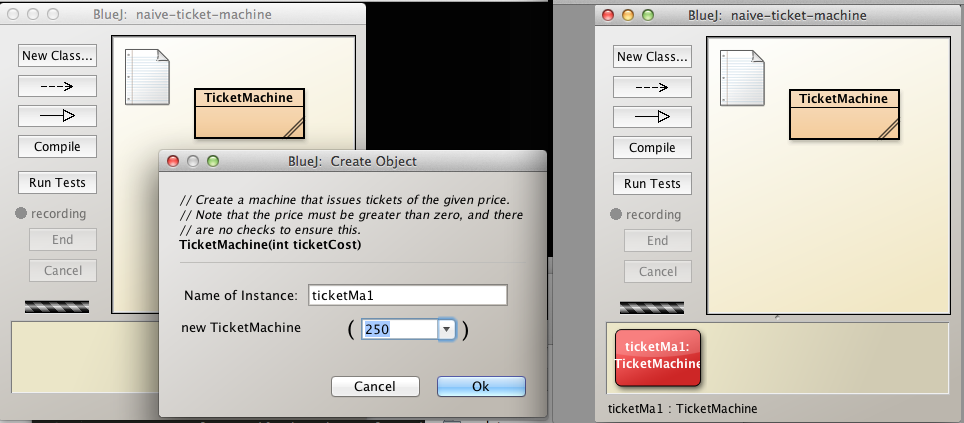 BlueJ: naive-ticket-machine
New Class...
TicketMachine
Compile
Run Tests
recording
End
Cancel
BlueJ: Create Object
// Create a machine that issues tickets of the given price.
// Note that the price must be greater than zero, and there
// are no checks to ensure this.
TicketMachine(int ticketCost)
Name of Instance: ticketMa1
new TicketMachine ( 250 )
Cancel Ok
BlueJ: naive-ticket-machine
New Class...
TicketMachine
Compile
Run Tests
recording
End
Cancel
ticketMa1:
TicketMachine
ticketMa1 : TicketMachine